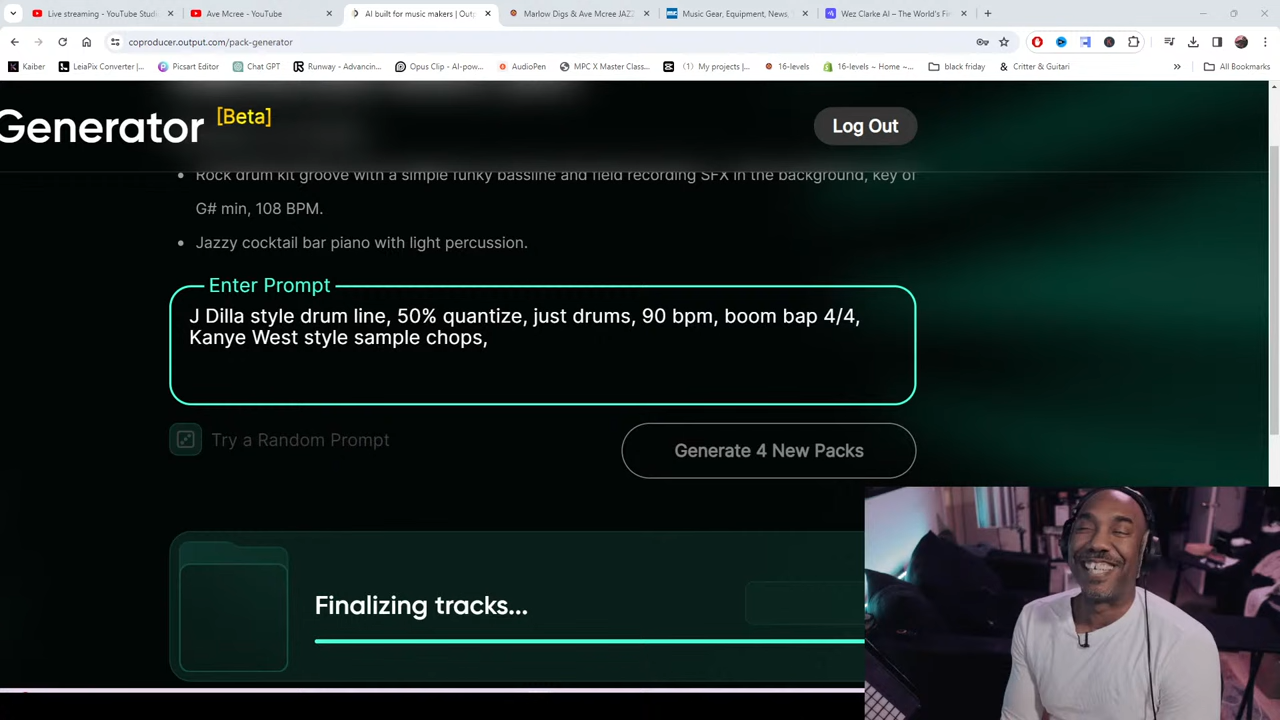 Live streaming - YouTube Studi
Ave Mcree - YouTube
AI built for music makers | Outp
Marlow Digs & Ave Mcree JAZZ
Music Gear, Equipment, News,
Wez Clarke AI – The World's Fi
coproducer.output.com/pack-generator
Kaiber
LeiaPix Converter |...
Picsart Editor
Chat GPT
Runway - Advancin...
Opus Clip - AI-pow...
AudioPen
MPC X Master Class...
(1) My projects |...
16-levels
16-levels ~ Home ~...
black friday
Critter & Guitari
All Bookmarks
Generator [Beta]
Log Out
Rock drum kit groove with a simple funky bassline and field recording SFX in the background, key of
G# min, 108 BPM.
Jazzy cocktail bar piano with light percussion.
Enter Prompt
J Dilla style drum line, 50% quantize, just drums, 90 bpm, boom bap 4/4,
Kanye West style sample chops,
Try a Random Prompt
Generate 4 New Packs
Finalizing tracks...